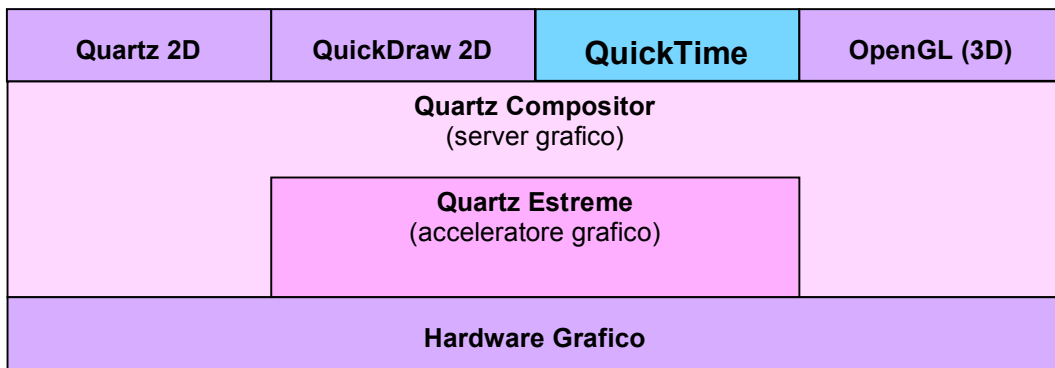 Quartz 2D
QuickDraw 2D
QuickTime
OpenGL (3D)
Quartz Compositor
(server grafico)
Quartz Estreme
(acceleratore grafico)
Hardware Grafico